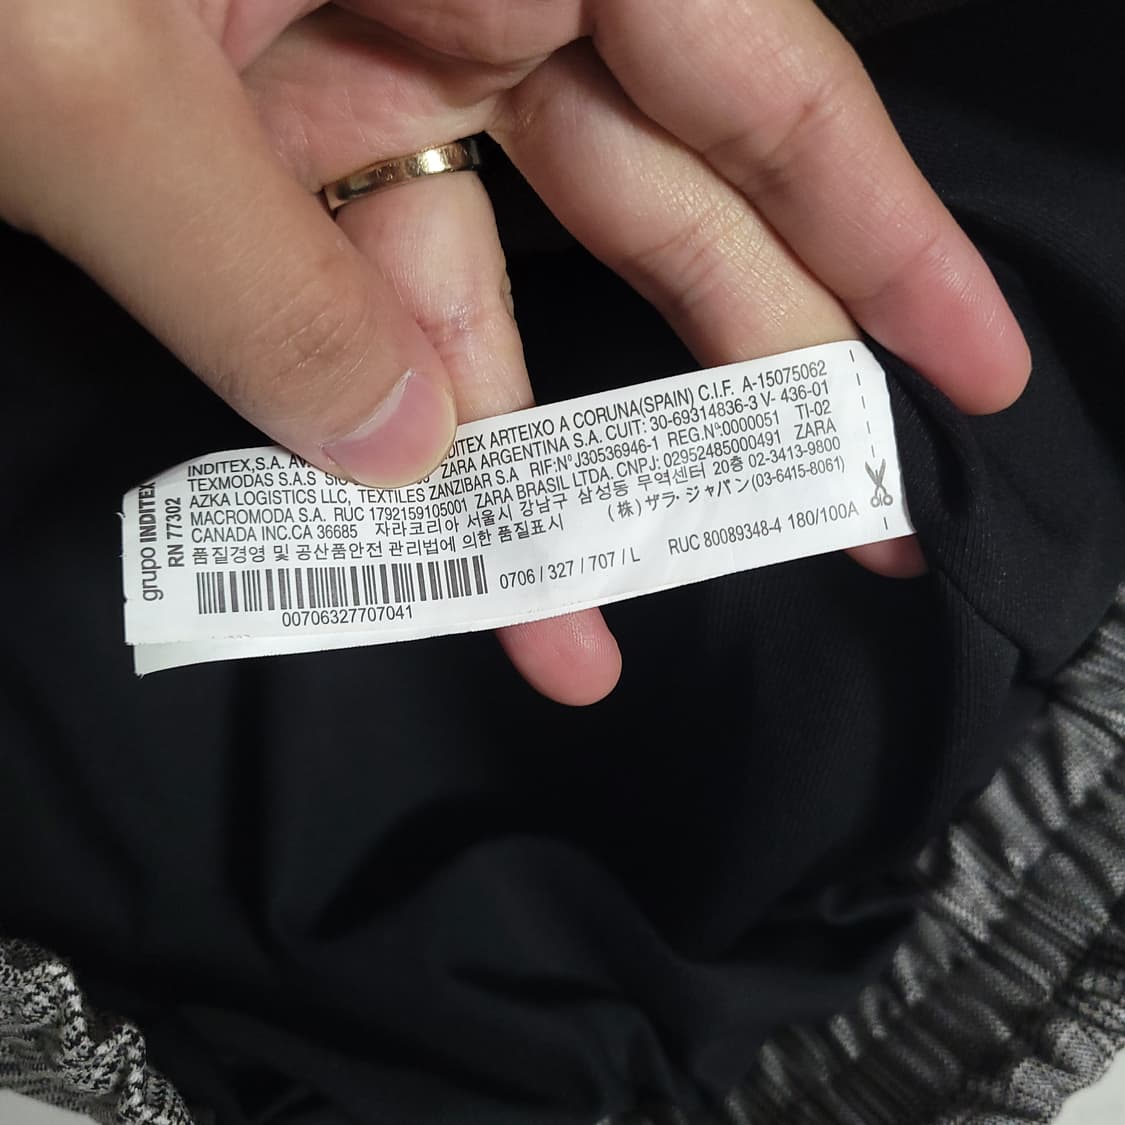 grupo INDITEX
RN 77302
INDITEX,S.A. INDITEX ARTEIXO A CORUNA(SPAIN) C.I.F. A-15075062
TEXMODAS S.A.S ZARA ARGENTINA S.A. CUIT: 30-69314836-3 V- 436-01
AZKA LOGISTICS LLC, TEXTILES ZANZIBAR S.A RIF:Nº J30536946-1 REG.N°0000051 TI-02
MACROMODA S.A. RUC 1792159105001 ZARA BRASIL LTDA. CNPJ: 02952485000491 ZARA
CANADA INC.CA 36685 자라코리아 서울시 강남구 삼성동 무역센터 20층 02-3413-9800
품질경영 및 공산품안전 관리법에 의한 품질표시 (株)ザラ・ジャパン(03-6415-8061)
0706 / 327 / 707 / L RUC 80089348-4 180/100A
00706327707041